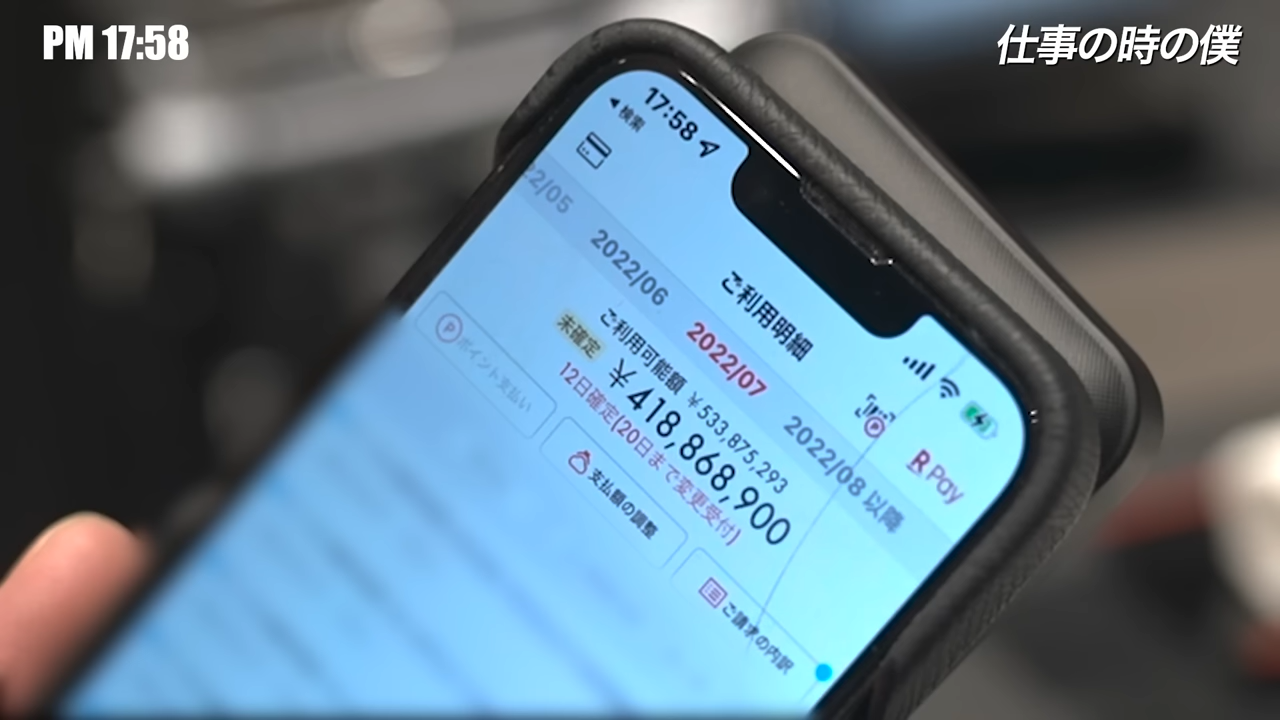 PM 17:58
仕事の時の僕
17:58
◀検索
22/05
2022/06
2022/07
2022/08 以降
ご利用明細
R Pay
ご利用可能額 ¥533,875,293
未確定
¥418,868,900
12日確定(20日まで変更受付)
ポイント支払い
支払額の調整
ご請求の内訳